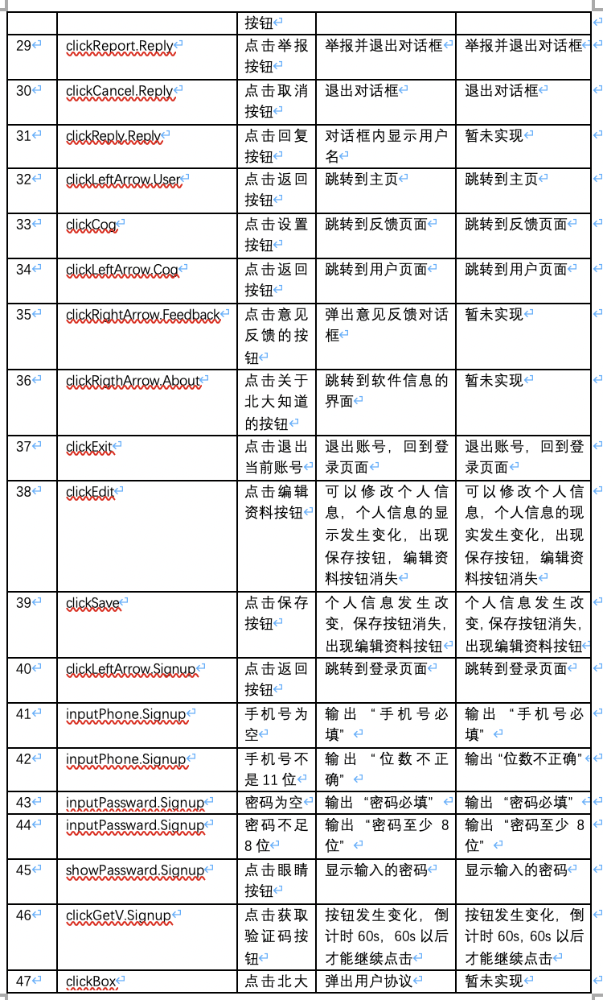 按钮
29 clickReport.Reply 点击举报 举报并退出对话框 举报并退出对话框
按钮
30 clickCancel.Reply 点击取消 退出对话框 退出对话框
按钮
31 clickReply.Reply 点击回复 对话框内显示用户 暂未实现
按钮 名
32 clickLeftArrow.User 点击返回 跳转到主页 跳转到主页
按钮
33 clickCog 点击设置 跳转到反馈页面 跳转到反馈页面
按钮
34 clickLeftArrow.Cog 点击返回 跳转到用户页面 跳转到用户页面
按钮
35 clickRightArrow.Feedback 点击意见 弹出意见反馈对话 暂未实现
反馈的按 框
钮
36 clickRigthArrow.About 点击关于 跳转到软件信息的 暂未实现
北大知道 界面
的按钮
37 clickExit 点击退出 退出账号，回到登 退出账号，回到登
当前账号 录页面 录页面
38 clickEdit 点击编辑 可以修改个人信 可以修改个人信
资料按钮 息，个人信息的显 息，个人信息的现
示发生变化，出现 实发生变化，出现
保存按钮，编辑资 保存按钮，编辑资
料按钮消失 料按钮消失
39 clickSave 点击保存 个人信息发生改 个人信息发生改
按钮 变，保存按钮消失， 变，保存按钮消失，
出现编辑资料按钮 出现编辑资料按钮
40 clickLeftArrow.Signup 点击返回 跳转到登录页面 跳转到登录页面
按钮
41 inputPhone.Signup 手机号为 输出“手机号必 输出“手机号必
空 填” 填”
42 inputPhone.Signup 手机号不 输出“位数不正 输出“位数不正确”
是 11 位 确”
43 inputPassward.Signup 密码为空 输出“密码必填” 输出“密码必填”
44 inputPassward.Signup 密码不足 输出“密码至少 8 输出“密码至少 8
8 位 位” 位”
45 showPassward.Signup 点击眼睛 显示输入的密码 显示输入的密码
按钮
46 clickGetV.Signup 点击获取 按钮发生变化，倒 按钮发生变化，倒
验证码按 计时 60s，60s 以后 计时 60s, 60s 以后
钮 才能继续点击 才能继续点击
47 clickBox 点击北大 弹出用户协议 暂未实现